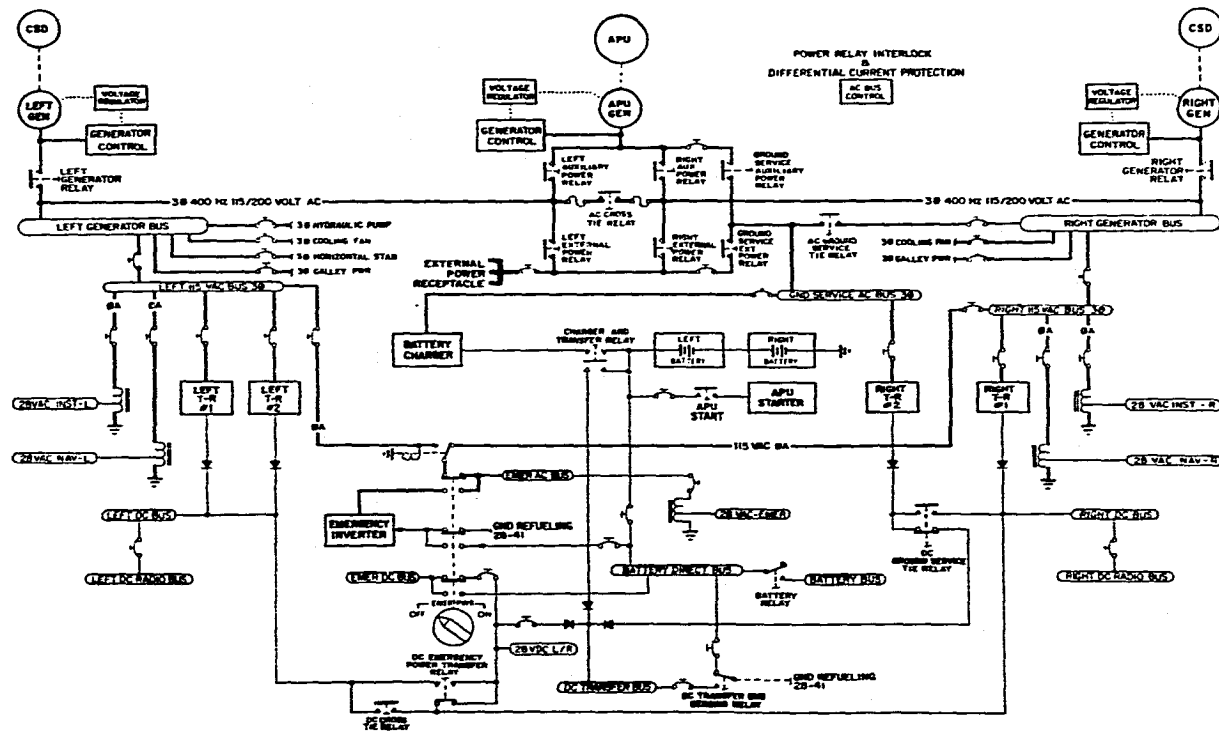 CSD
APU
CSD
POWER RELAY INTERLOCK
&
DIFFERENTIAL CURRENT PROTECTION
AC BUS
CONTROL
LEFT
GEN
VOLTAGE
REGULATOR
GENERATOR
CONTROL
VOLTAGE
REGULATOR
APU
GEN
GENERATOR
CONTROL
VOLTAGE
REGULATOR
RIGHT
GEN
GENERATOR
CONTROL
LEFT
GENERATOR
RELAY
LEFT
AUXILIARY
POWER
RELAY
RIGHT
AUX
POWER
RELAY
GROUND
SERVICE
AUXILIARY
POWER
RELAY
RIGHT
GENERATOR
RELAY
3Ø 400 HZ 115/200 VOLT AC
AC CROSS
TIE RELAY
3Ø 400 HZ 115/200 VOLT AC
LEFT GENERATOR BUS
3Ø HYDRAULIC PUMP
3Ø COOLING FAN
3Ø HORIZONTAL STAB
3Ø GALLEY PWR
LEFT
EXTERNAL
POWER
RELAY
RIGHT
EXTERNAL
POWER
RELAY
GROUND
SERVICE
EXT
POWER
RELAY
AC GROUND
SERVICE
TIE RELAY
RIGHT GENERATOR BUS
3Ø COOLING FAN
3Ø GALLEY PWR
EXTERNAL
POWER
RECEPTACLE
LEFT 115 VAC BUS 3Ø
GND SERVICE AC BUS 3Ø
RIGHT 115 VAC BUS 3Ø
ØA
CA
ØA
ØA
BATTERY
CHARGER
CHARGER AND
TRANSFER RELAY
LEFT
BATTERY
RIGHT
BATTERY
LEFT
T-R
#1
LEFT
T-R
#2
APU
START
APU
STARTER
RIGHT
T-R
#2
RIGHT
T-R
#1
28 VAC INST-L
28 VAC INST - R
ØA
115 VAC ØA
28 VAC NAV-L
28 VAC NAV-R
EMER AC BUS
LEFT DC BUS
EMERGENCY
INVERTER
GND REFUELING
28-41
28 VAC-EMER
RIGHT DC BUS
DC
GROUND SERVICE
TIE RELAY
LEFT DC RADIO BUS
EMER DC BUS
BATTERY DIRECT BUS
BATTERY BUS
BATTERY
RELAY
RIGHT DC RADIO BUS
EMER PWR
OFF
ON
28 VDC L/R
DC EMERGENCY
POWER TRANSFER
RELAY
DC TRANSFER BUS
GND REFUELING
28-41
DC TRANSFER BUS
SENSING RELAY
DC CROSS
TIE RELAY